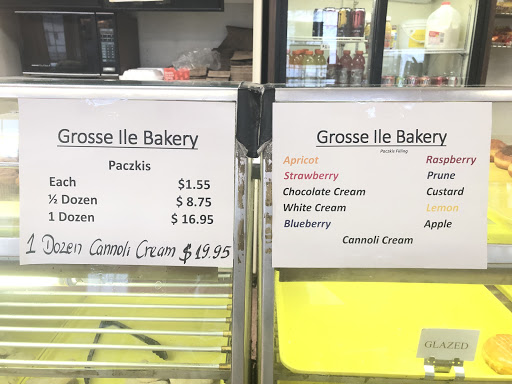 Grosse Ile Bakery
Paczkis
Each $1.55
½ Dozen $ 8.75
1 Dozen $ 16.95
1 Dozen Cannoli Cream $19.95
Grosse Ile Bakery
Paczkis Filling
Apricot Raspberry
Strawberry Prune
Chocolate Cream Custard
White Cream Lemon
Blueberry Apple
Cannoli Cream
GLAZED